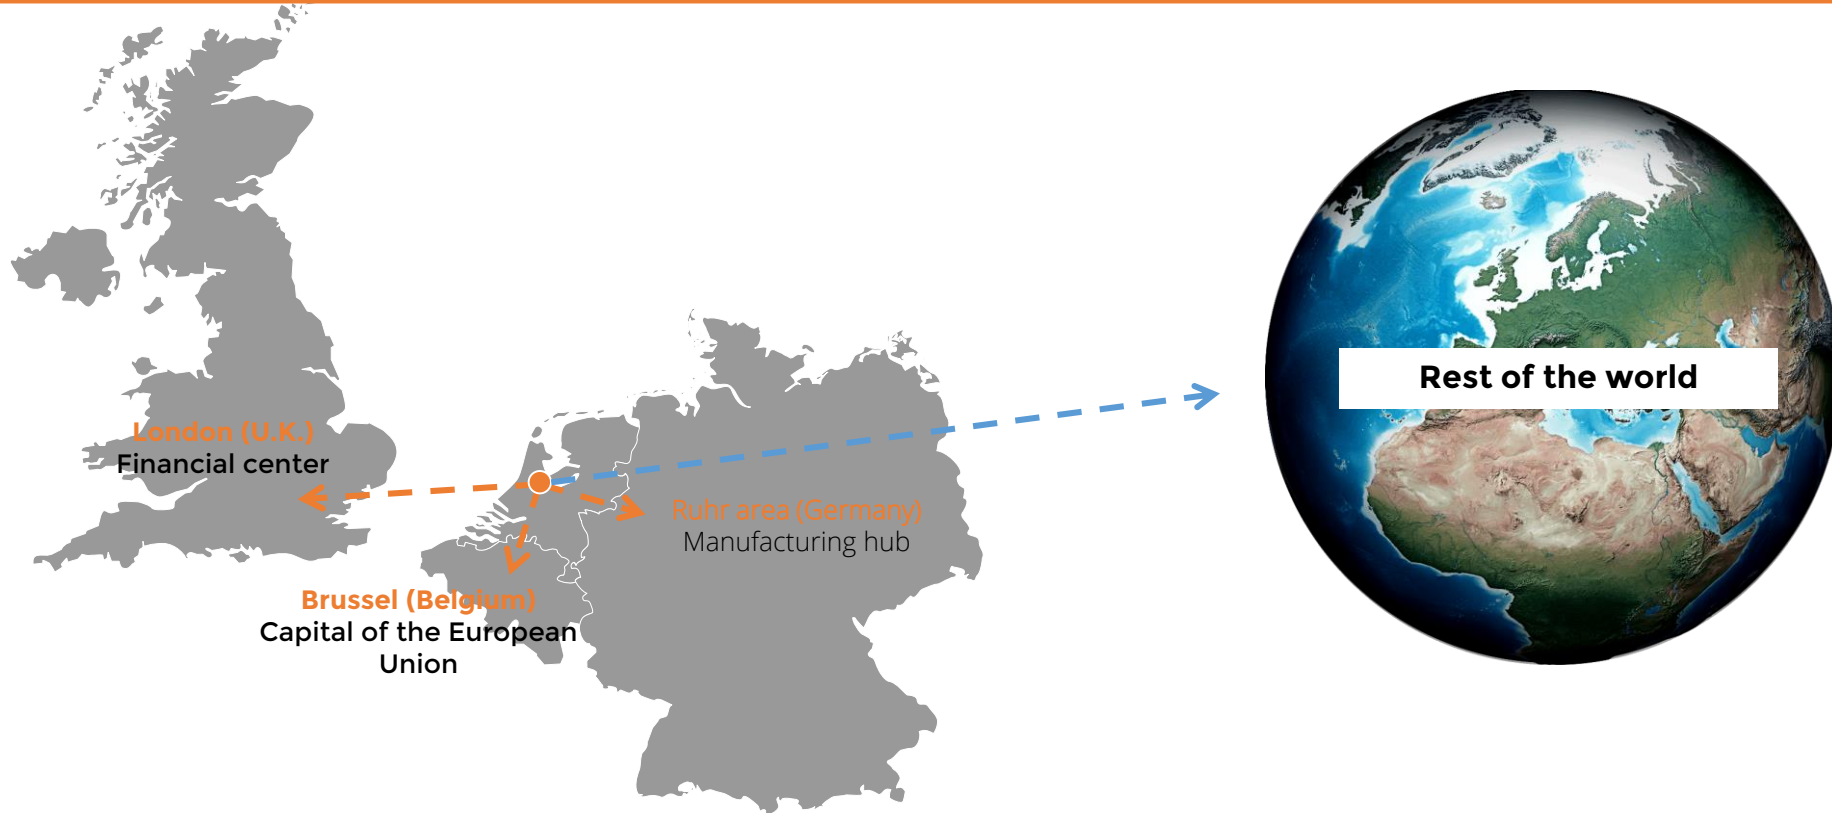 London (U.K.)
Financial center
Rest of the world
Ruhr area (Germany)
Manufacturing hub
Brussel (Belgium)
Capital of the European
Union